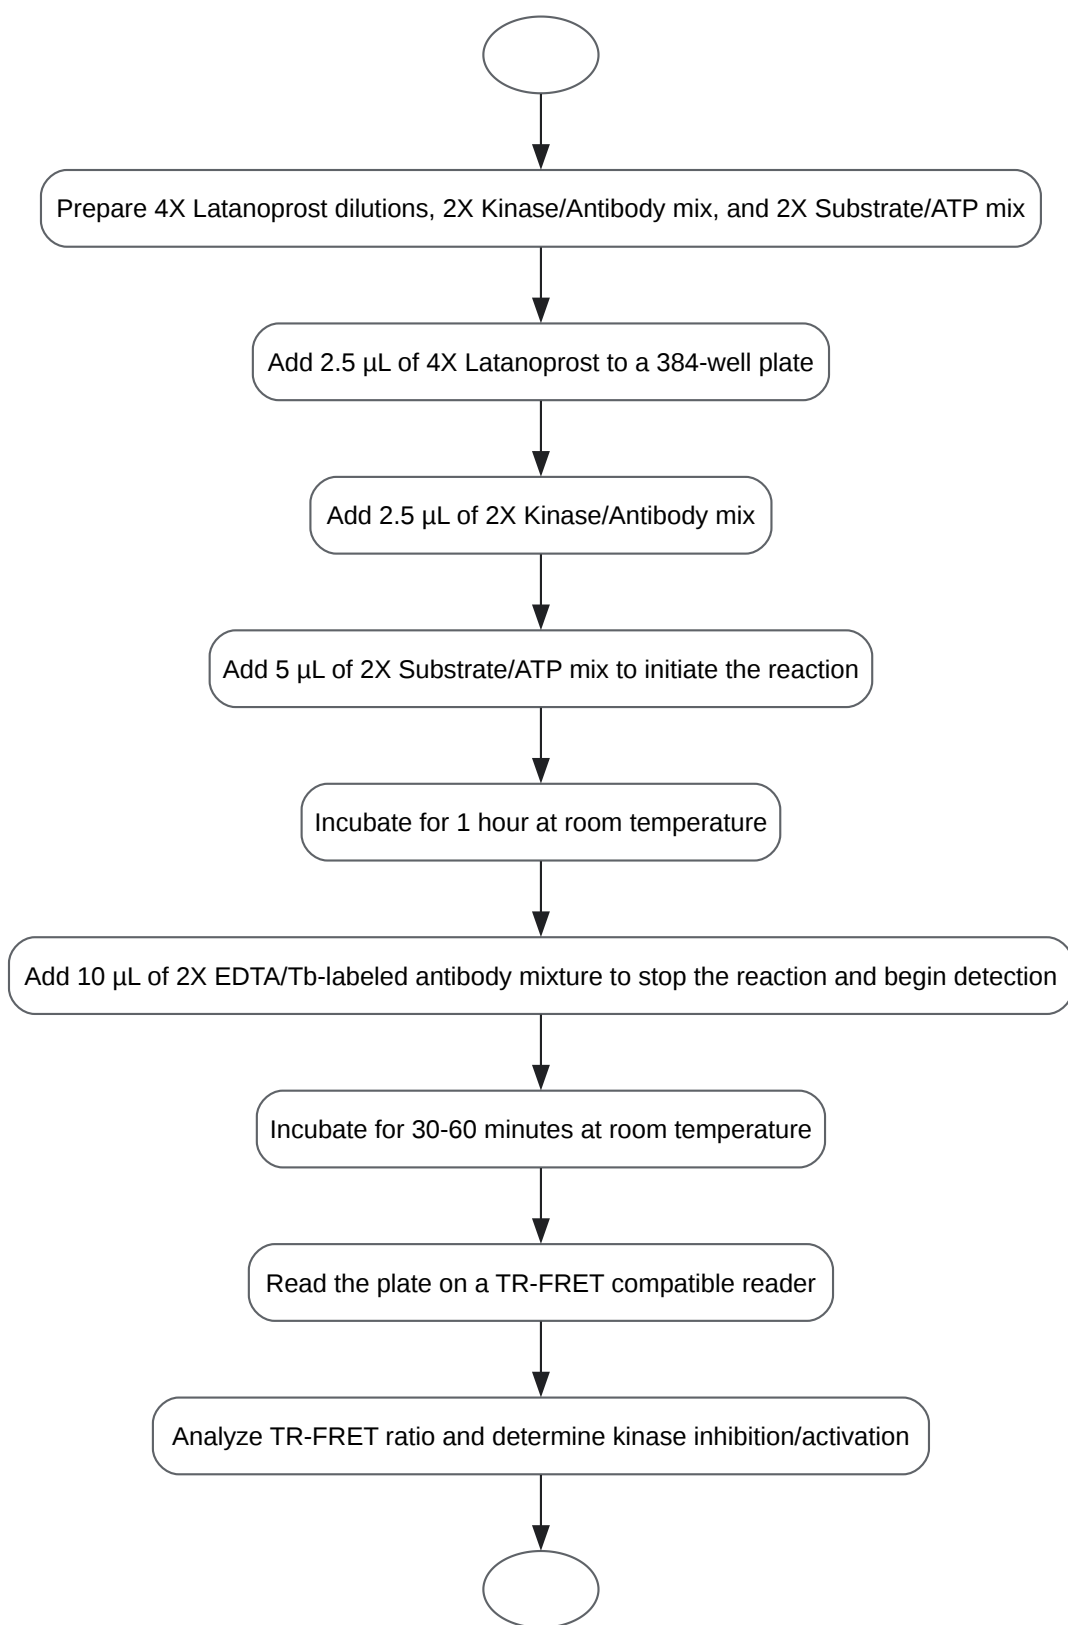 Prepare 4X Latanoprost dilutions, 2X Kinase/Antibody mix, and 2X Substrate/ATP mix
Add 2.5 µL of 4X Latanoprost to a 384-well plate
Add 2.5 µL of 2X Kinase/Antibody mix
Add 5 µL of 2X Substrate/ATP mix to initiate the reaction
Incubate for 1 hour at room temperature
Add 10 µL of 2X EDTA/Tb-labeled antibody mixture to stop the reaction and begin detection
Incubate for 30-60 minutes at room temperature
Read the plate on a TR-FRET compatible reader
Analyze TR-FRET ratio and determine kinase inhibition/activation